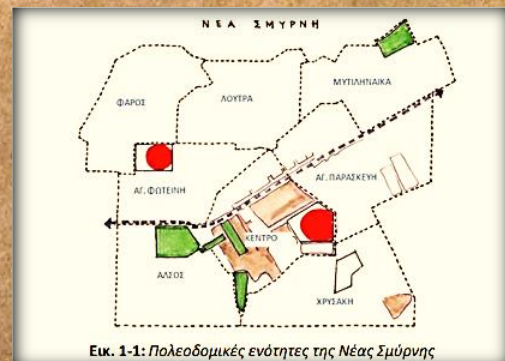 ΝΕΑ ΣΜΥΡΝΗ
ΜΥΤΙΛΗΝΑΙΚΑ
ΦΑΡΟΣ
ΛΟΥΤΡΑ
ΑΓ. ΦΩΤΕΙΝΗ
ΑΓ. ΠΑΡΑΣΚΕΥΗ
ΚΕΝΤΡΟ
ΑΛΣΟΣ
ΧΡΥΣΑΚΗ
Εικ. 1-1: Πολεοδομικές ενότητες της Νέας Σμύρνης